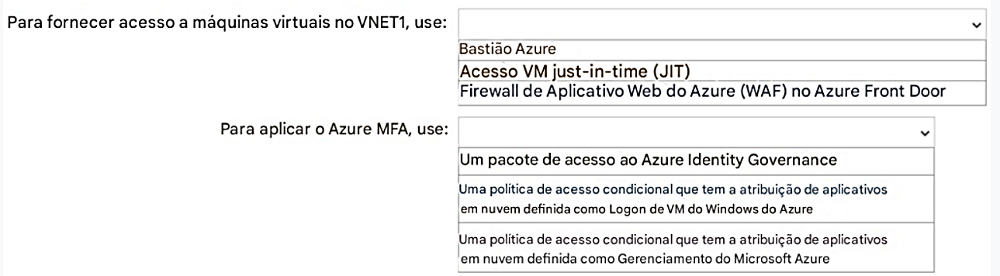 Para fornecer acesso a máquinas virtuais no VNET1, use:
Bastião Azure
Acesso VM just-in-time (JIT)
Firewall de Aplicativo Web do Azure (WAF) no Azure Front Door
Para aplicar o Azure MFA, use:
Um pacote de acesso ao Azure Identity Governance
Uma política de acesso condicional que tem a atribuição de aplicativos
em nuvem definida como Logon de VM do Windows do Azure
Uma política de acesso condicional que tem a atribuição de aplicativos
em nuvem definida como Gerenciamento do Microsoft Azure